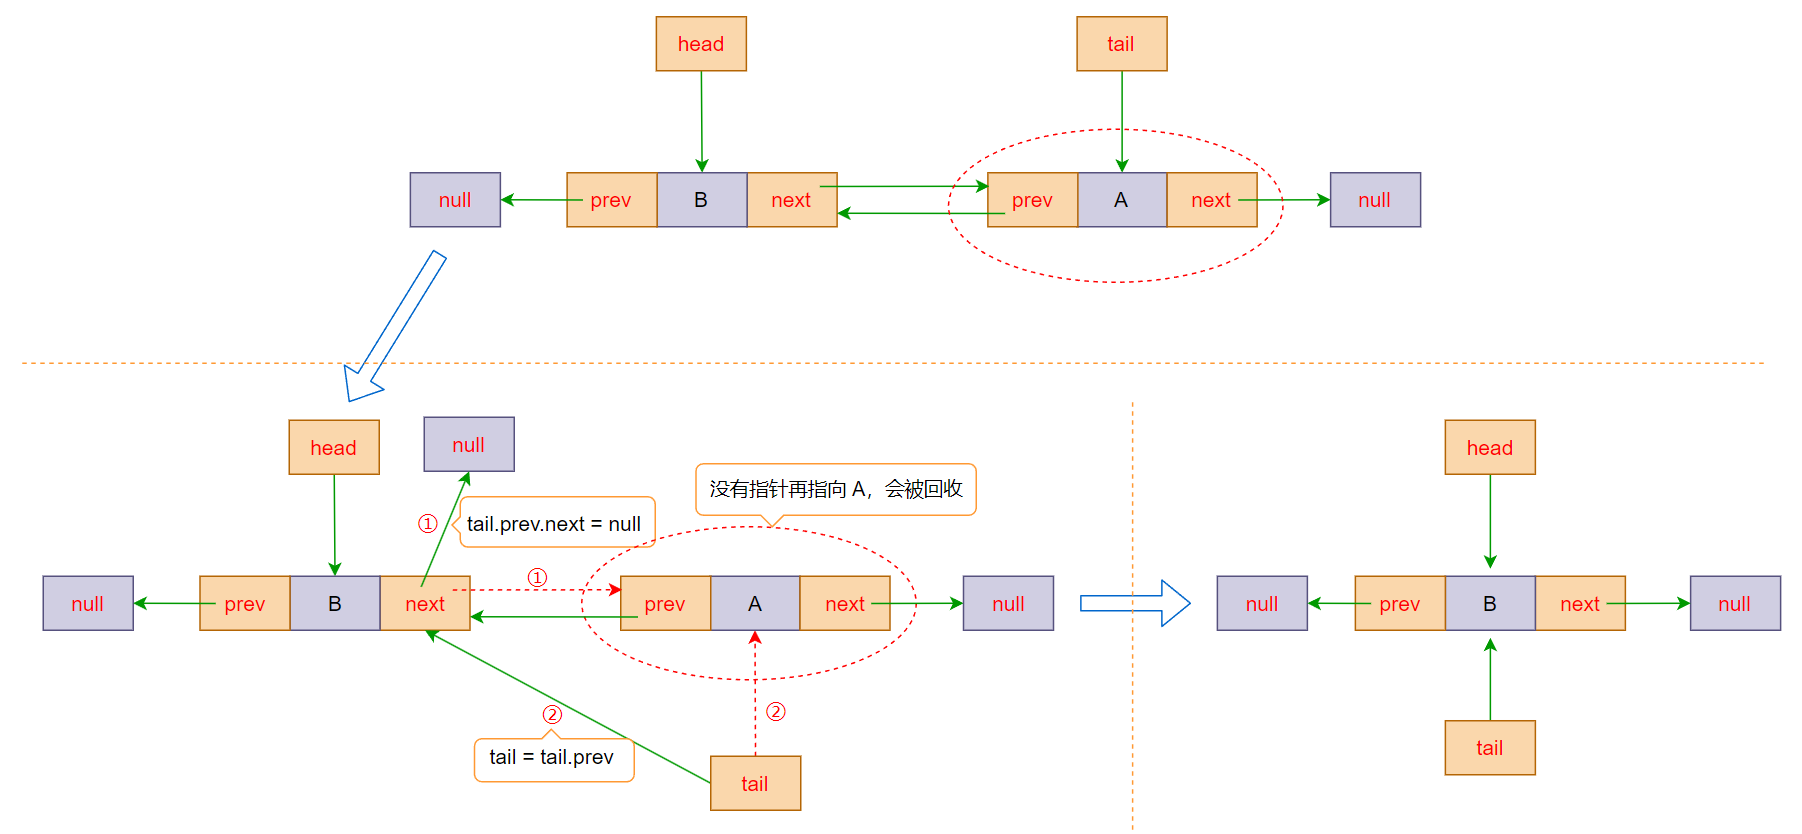 head
tail
null
prev
B
next
prev
A
next
null
head
null
没有指针再指向 A，会被回收
①
tail.prev.next = null
head
null
prev
B
next
①
prev
A
next
null
null
prev
B
next
null
②
②
tail = tail.prev
tail
tail